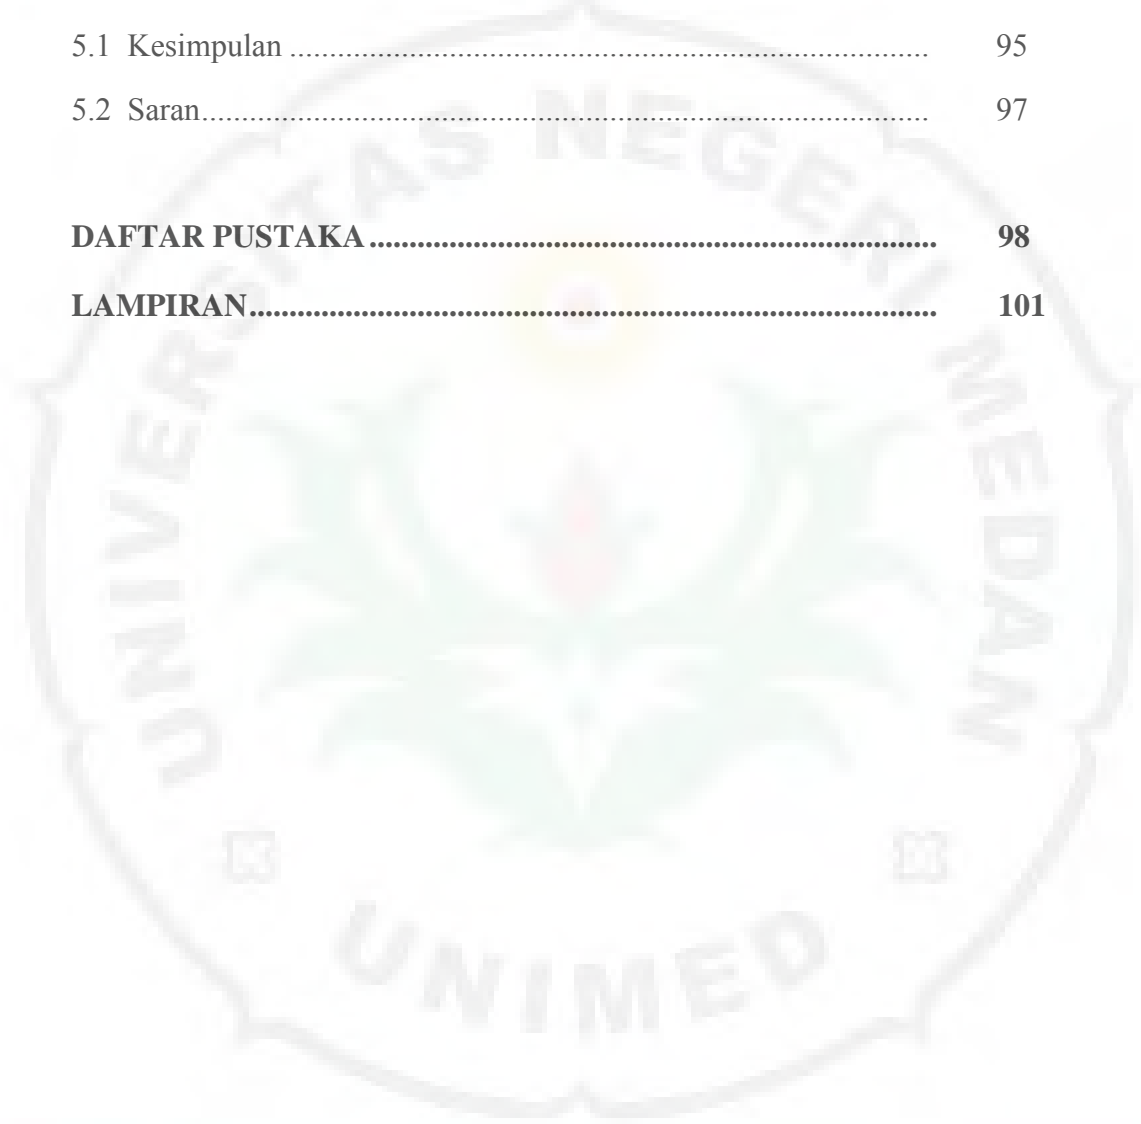 5.1 Kesimpulan ................................................................................ 95
5.2 Saran........................................................................................... 97
DAFTAR PUSTAKA........................................................................ 98
LAMPIRAN....................................................................................... 101
UNIVERSITAS NEGERI MEDAN
UNIMED